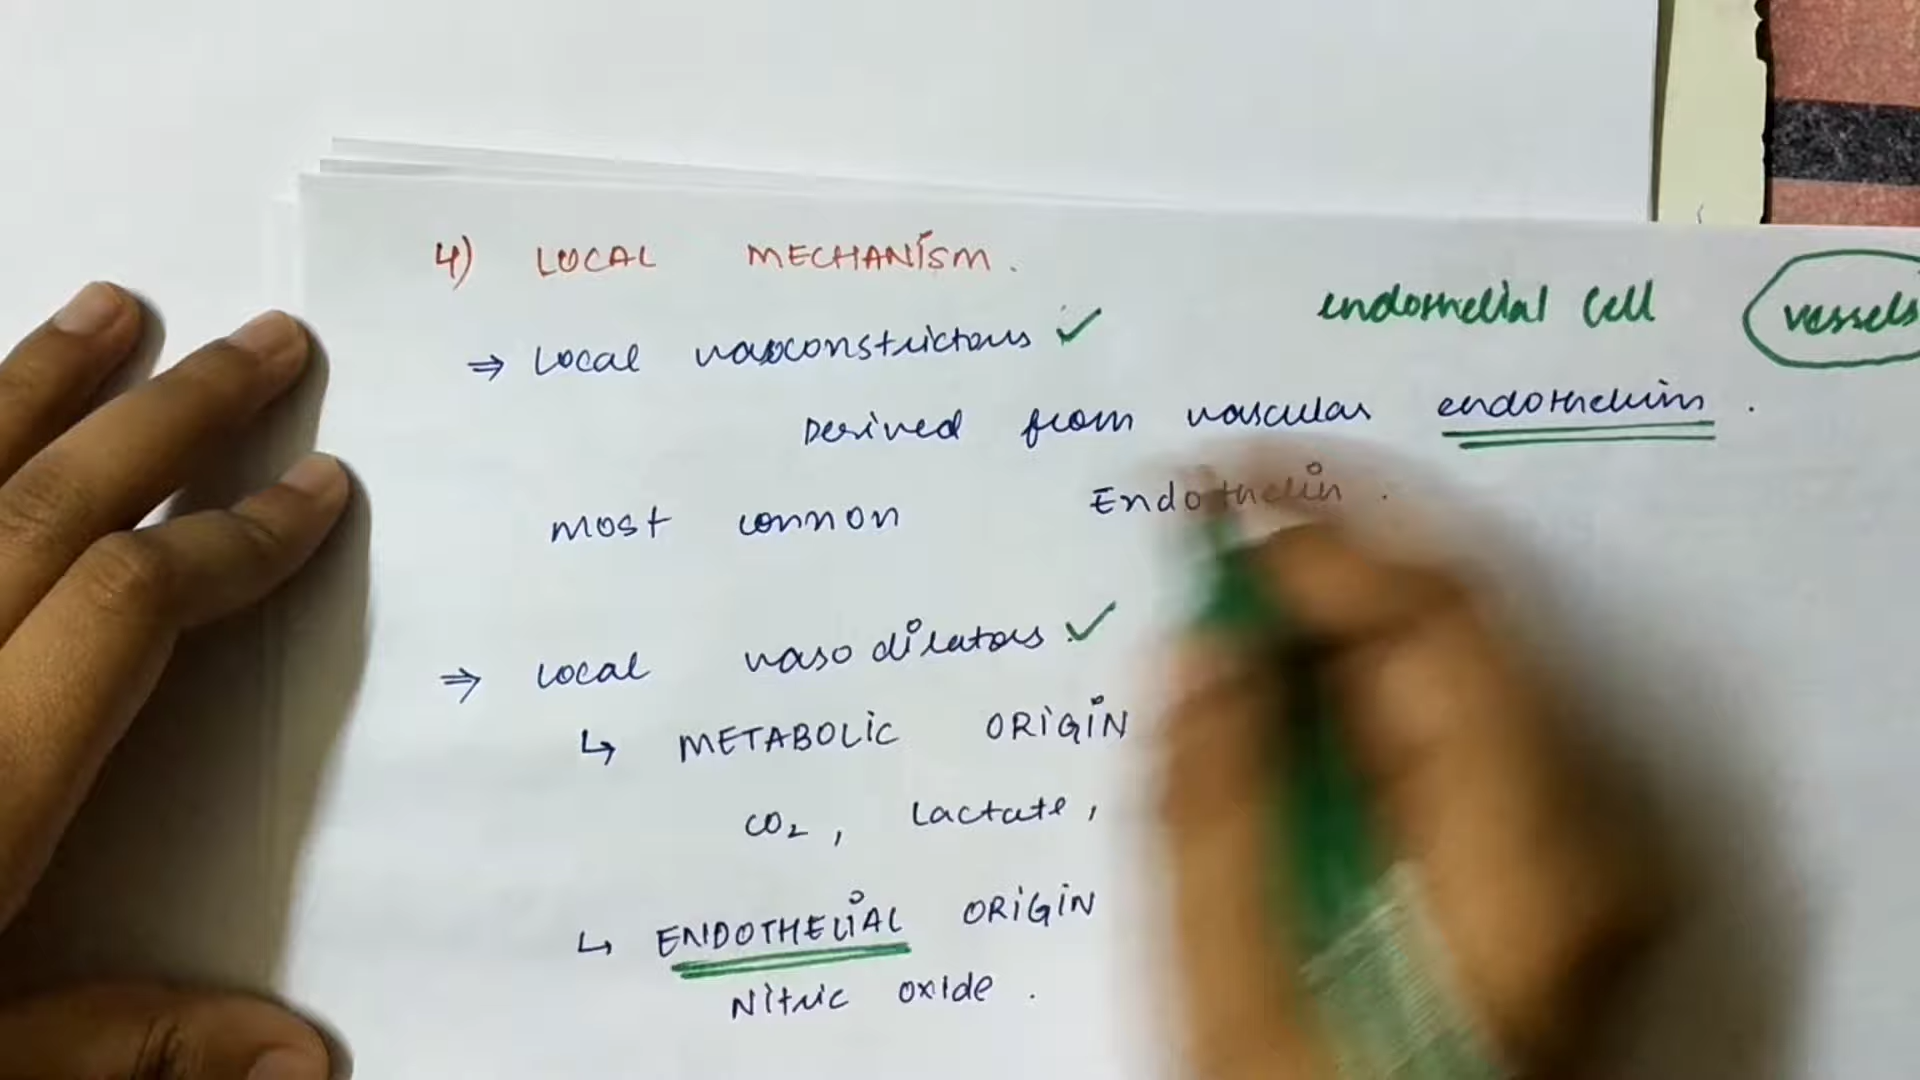 4) LOCAL MECHANISM.
endothelial cell vessels
⇒ Local vasoconstrictors ✓
Derived from vascular endothelium.
most common Endothelin.
⇒ Local vasodilators. ✓
↳ METABOLIC ORIGIN
CO₂, Lactate,
↳ ENDOTHELIAL ORIGIN
Nitric oxide.